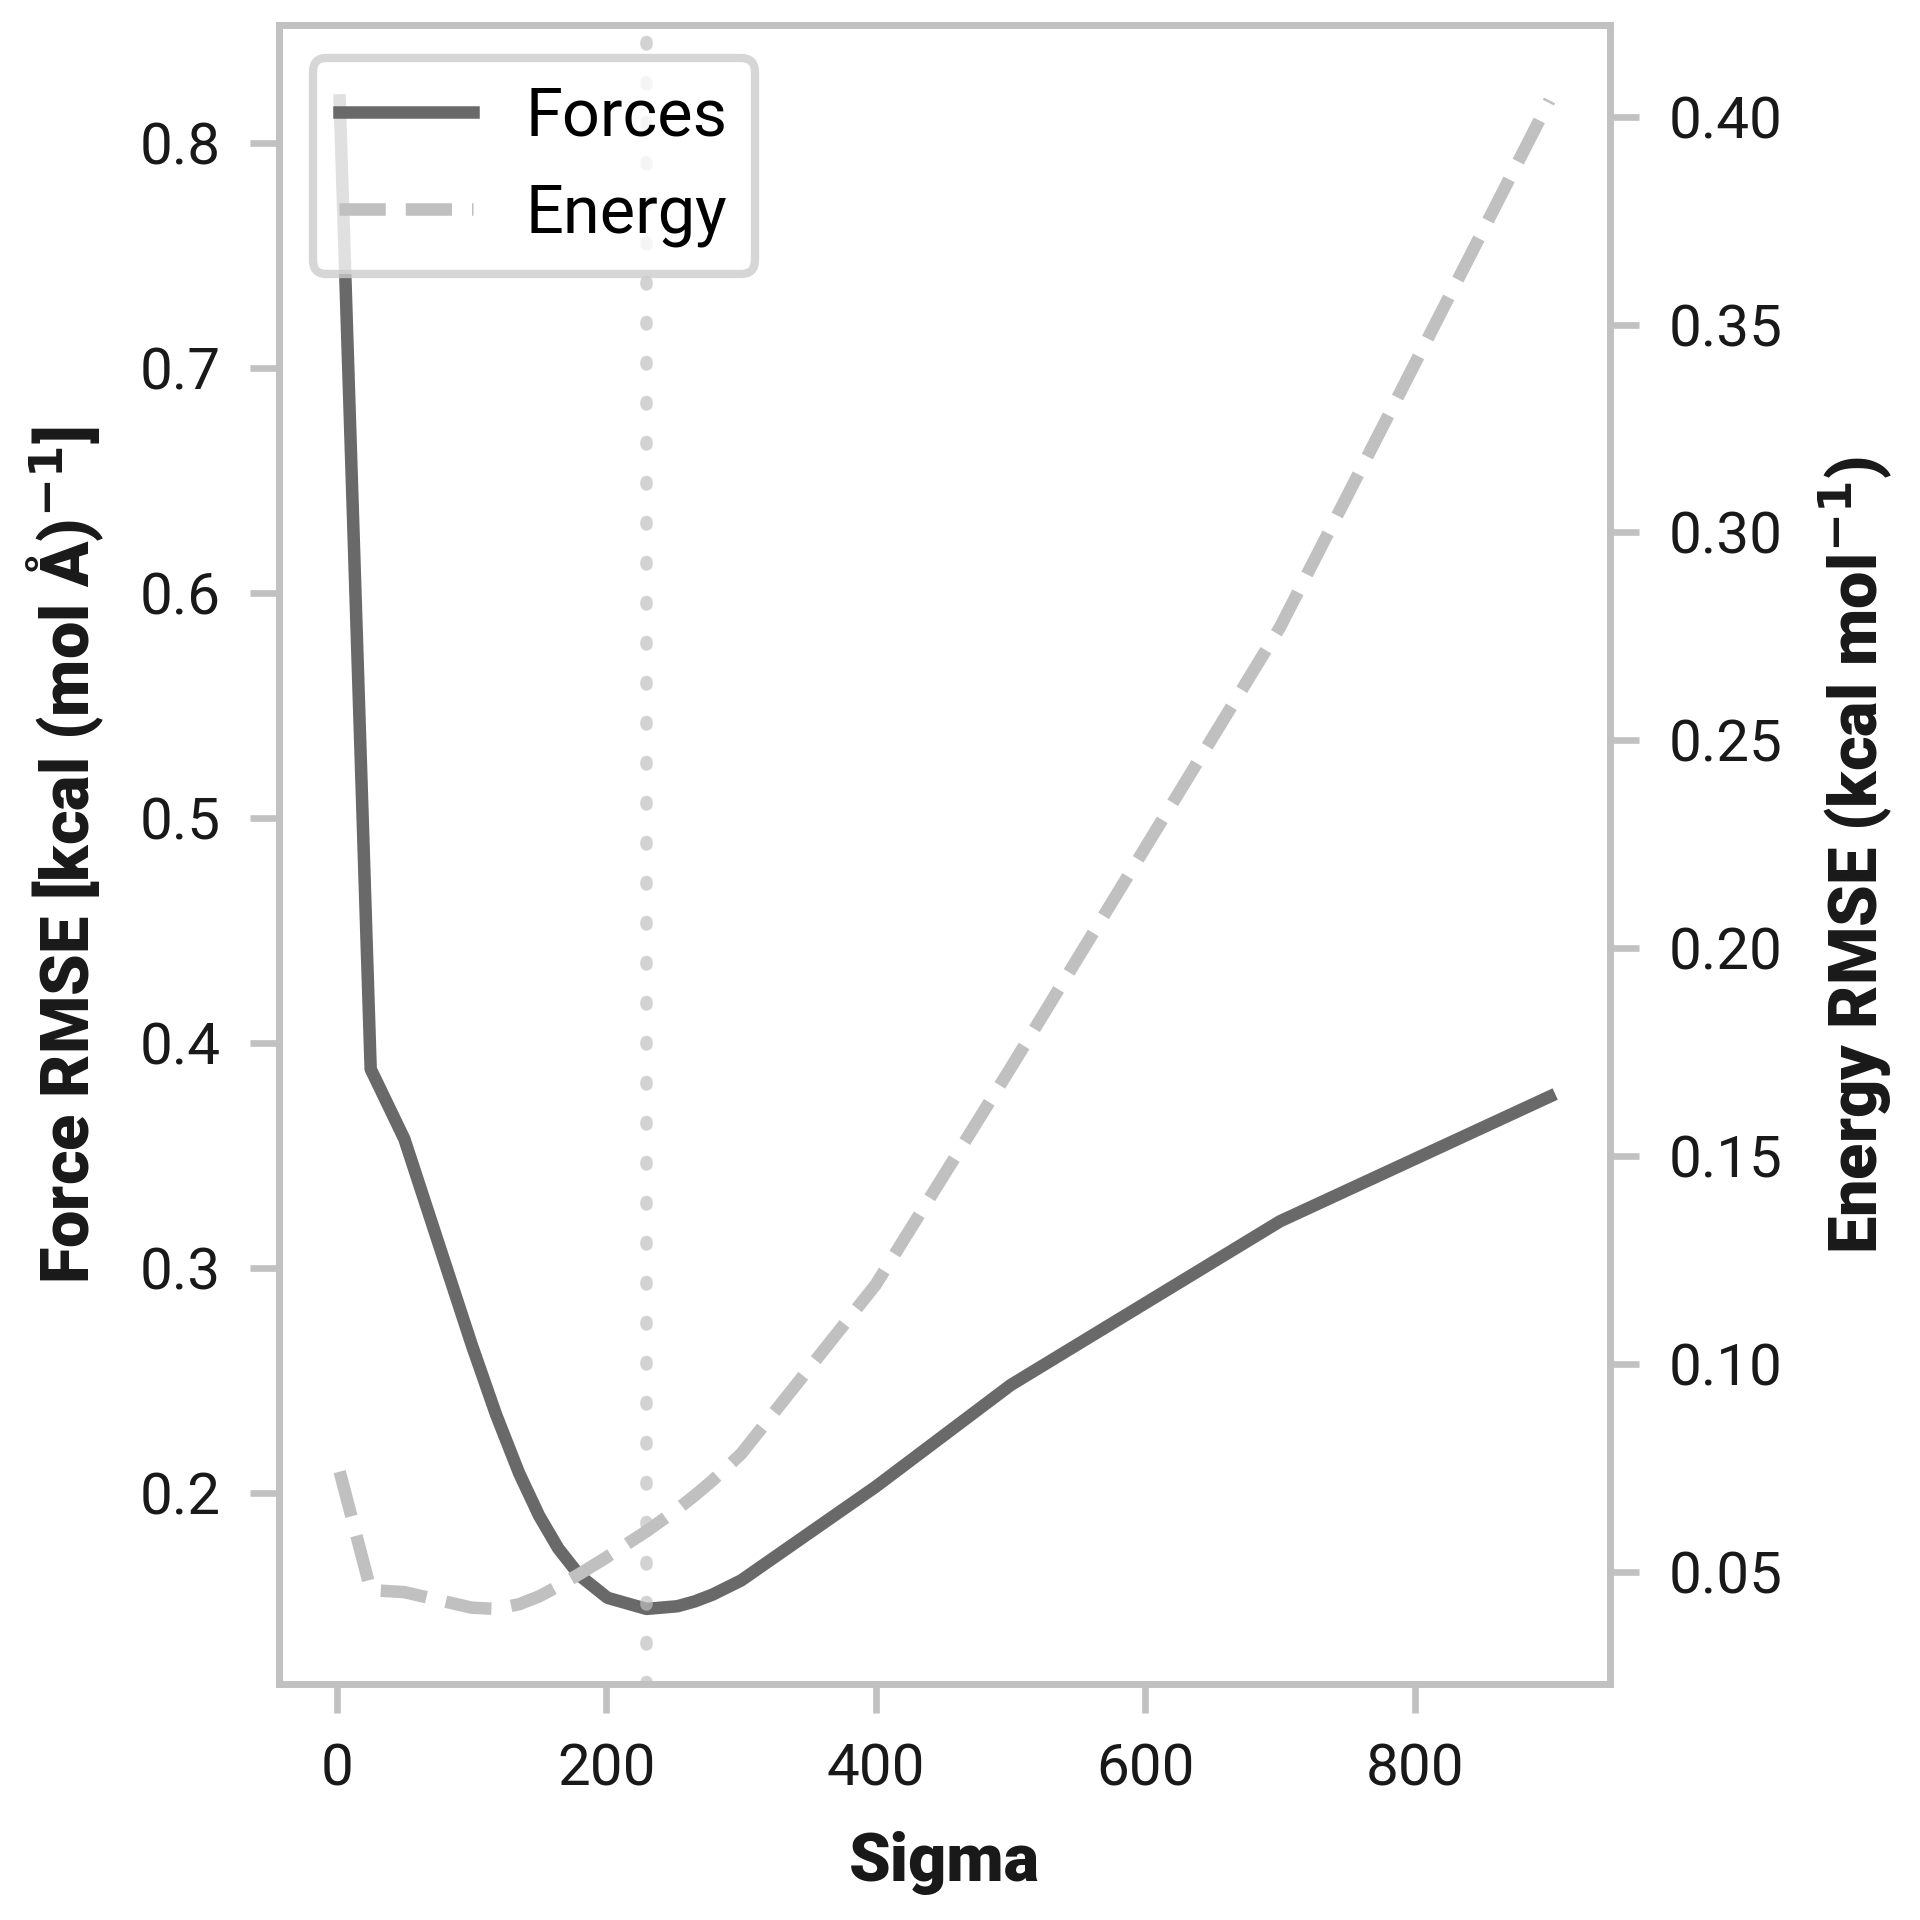 Forces
Energy
0.8
0.7
0.6
0.5
0.4
0.3
0.2
Force RMSE [kcal (mol Å)⁻¹]
0.40
0.35
0.30
0.25
0.20
0.15
0.10
0.05
Energy RMSE (kcal mol⁻¹)
0 200 400 600 800
Sigma